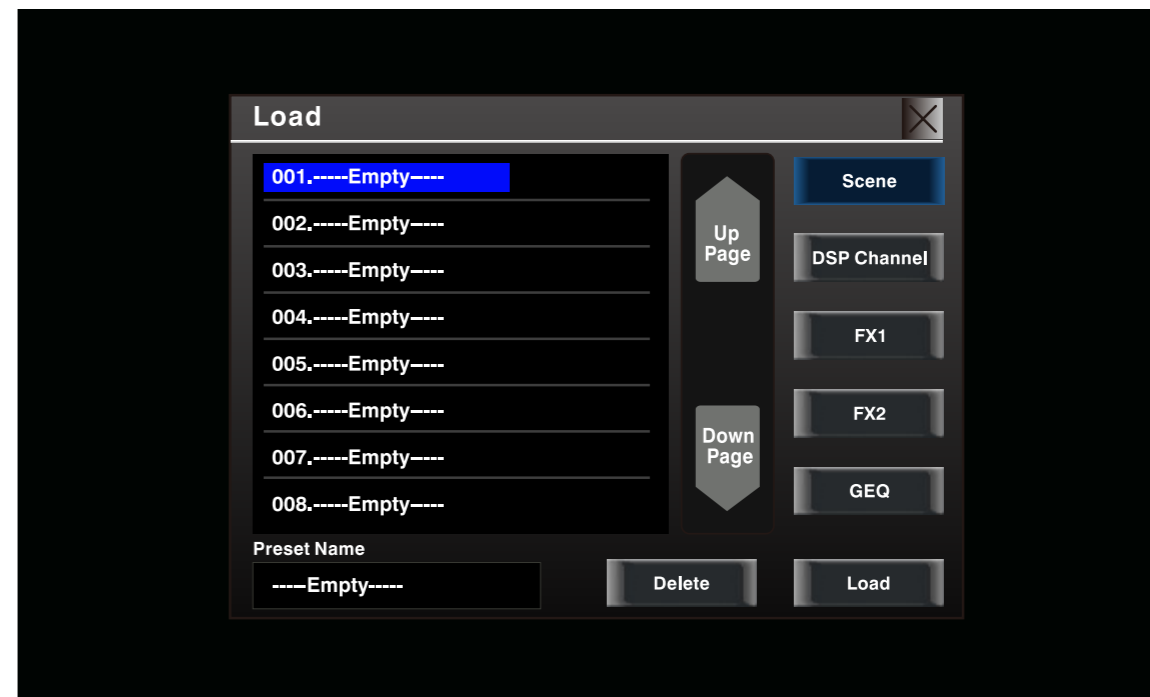 Load
001.-----Empty-----
002.-----Empty-----
003.-----Empty-----
004.-----Empty-----
005.-----Empty-----
006.-----Empty-----
007.-----Empty-----
008.-----Empty-----
Up
Page
Down
Page
Scene
DSP Channel
FX1
FX2
GEQ
Preset Name
-----Empty-----
Delete
Load